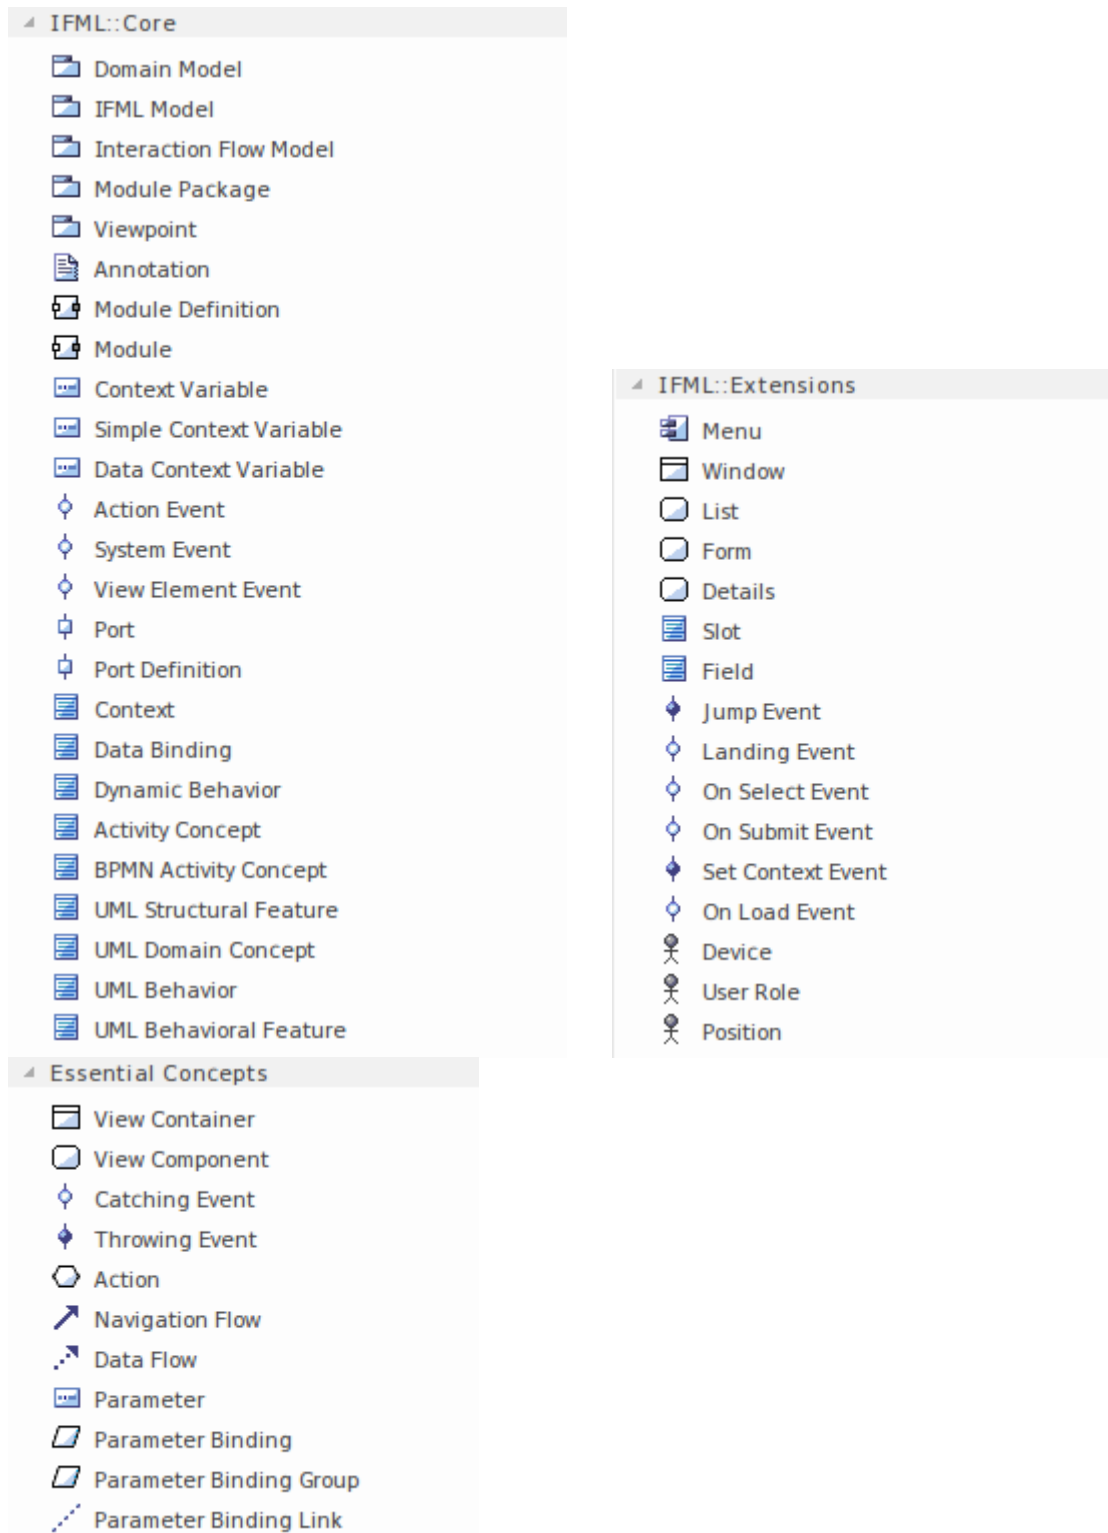 IFML::Core
Domain Model
IFML Model
Interaction Flow Model
Module Package
Viewpoint
Annotation
Module Definition
Module
Context Variable
Simple Context Variable
Data Context Variable
Action Event
System Event
View Element Event
Port
Port Definition
Context
Data Binding
Dynamic Behavior
Activity Concept
BPMN Activity Concept
UML Structural Feature
UML Domain Concept
UML Behavior
UML Behavioral Feature
IFML::Extensions
Menu
Window
List
Form
Details
Slot
Field
Jump Event
Landing Event
On Select Event
On Submit Event
Set Context Event
On Load Event
Device
User Role
Position
Essential Concepts
View Container
View Component
Catching Event
Throwing Event
Action
Navigation Flow
Data Flow
Parameter
Parameter Binding
Parameter Binding Group
Parameter Binding Link